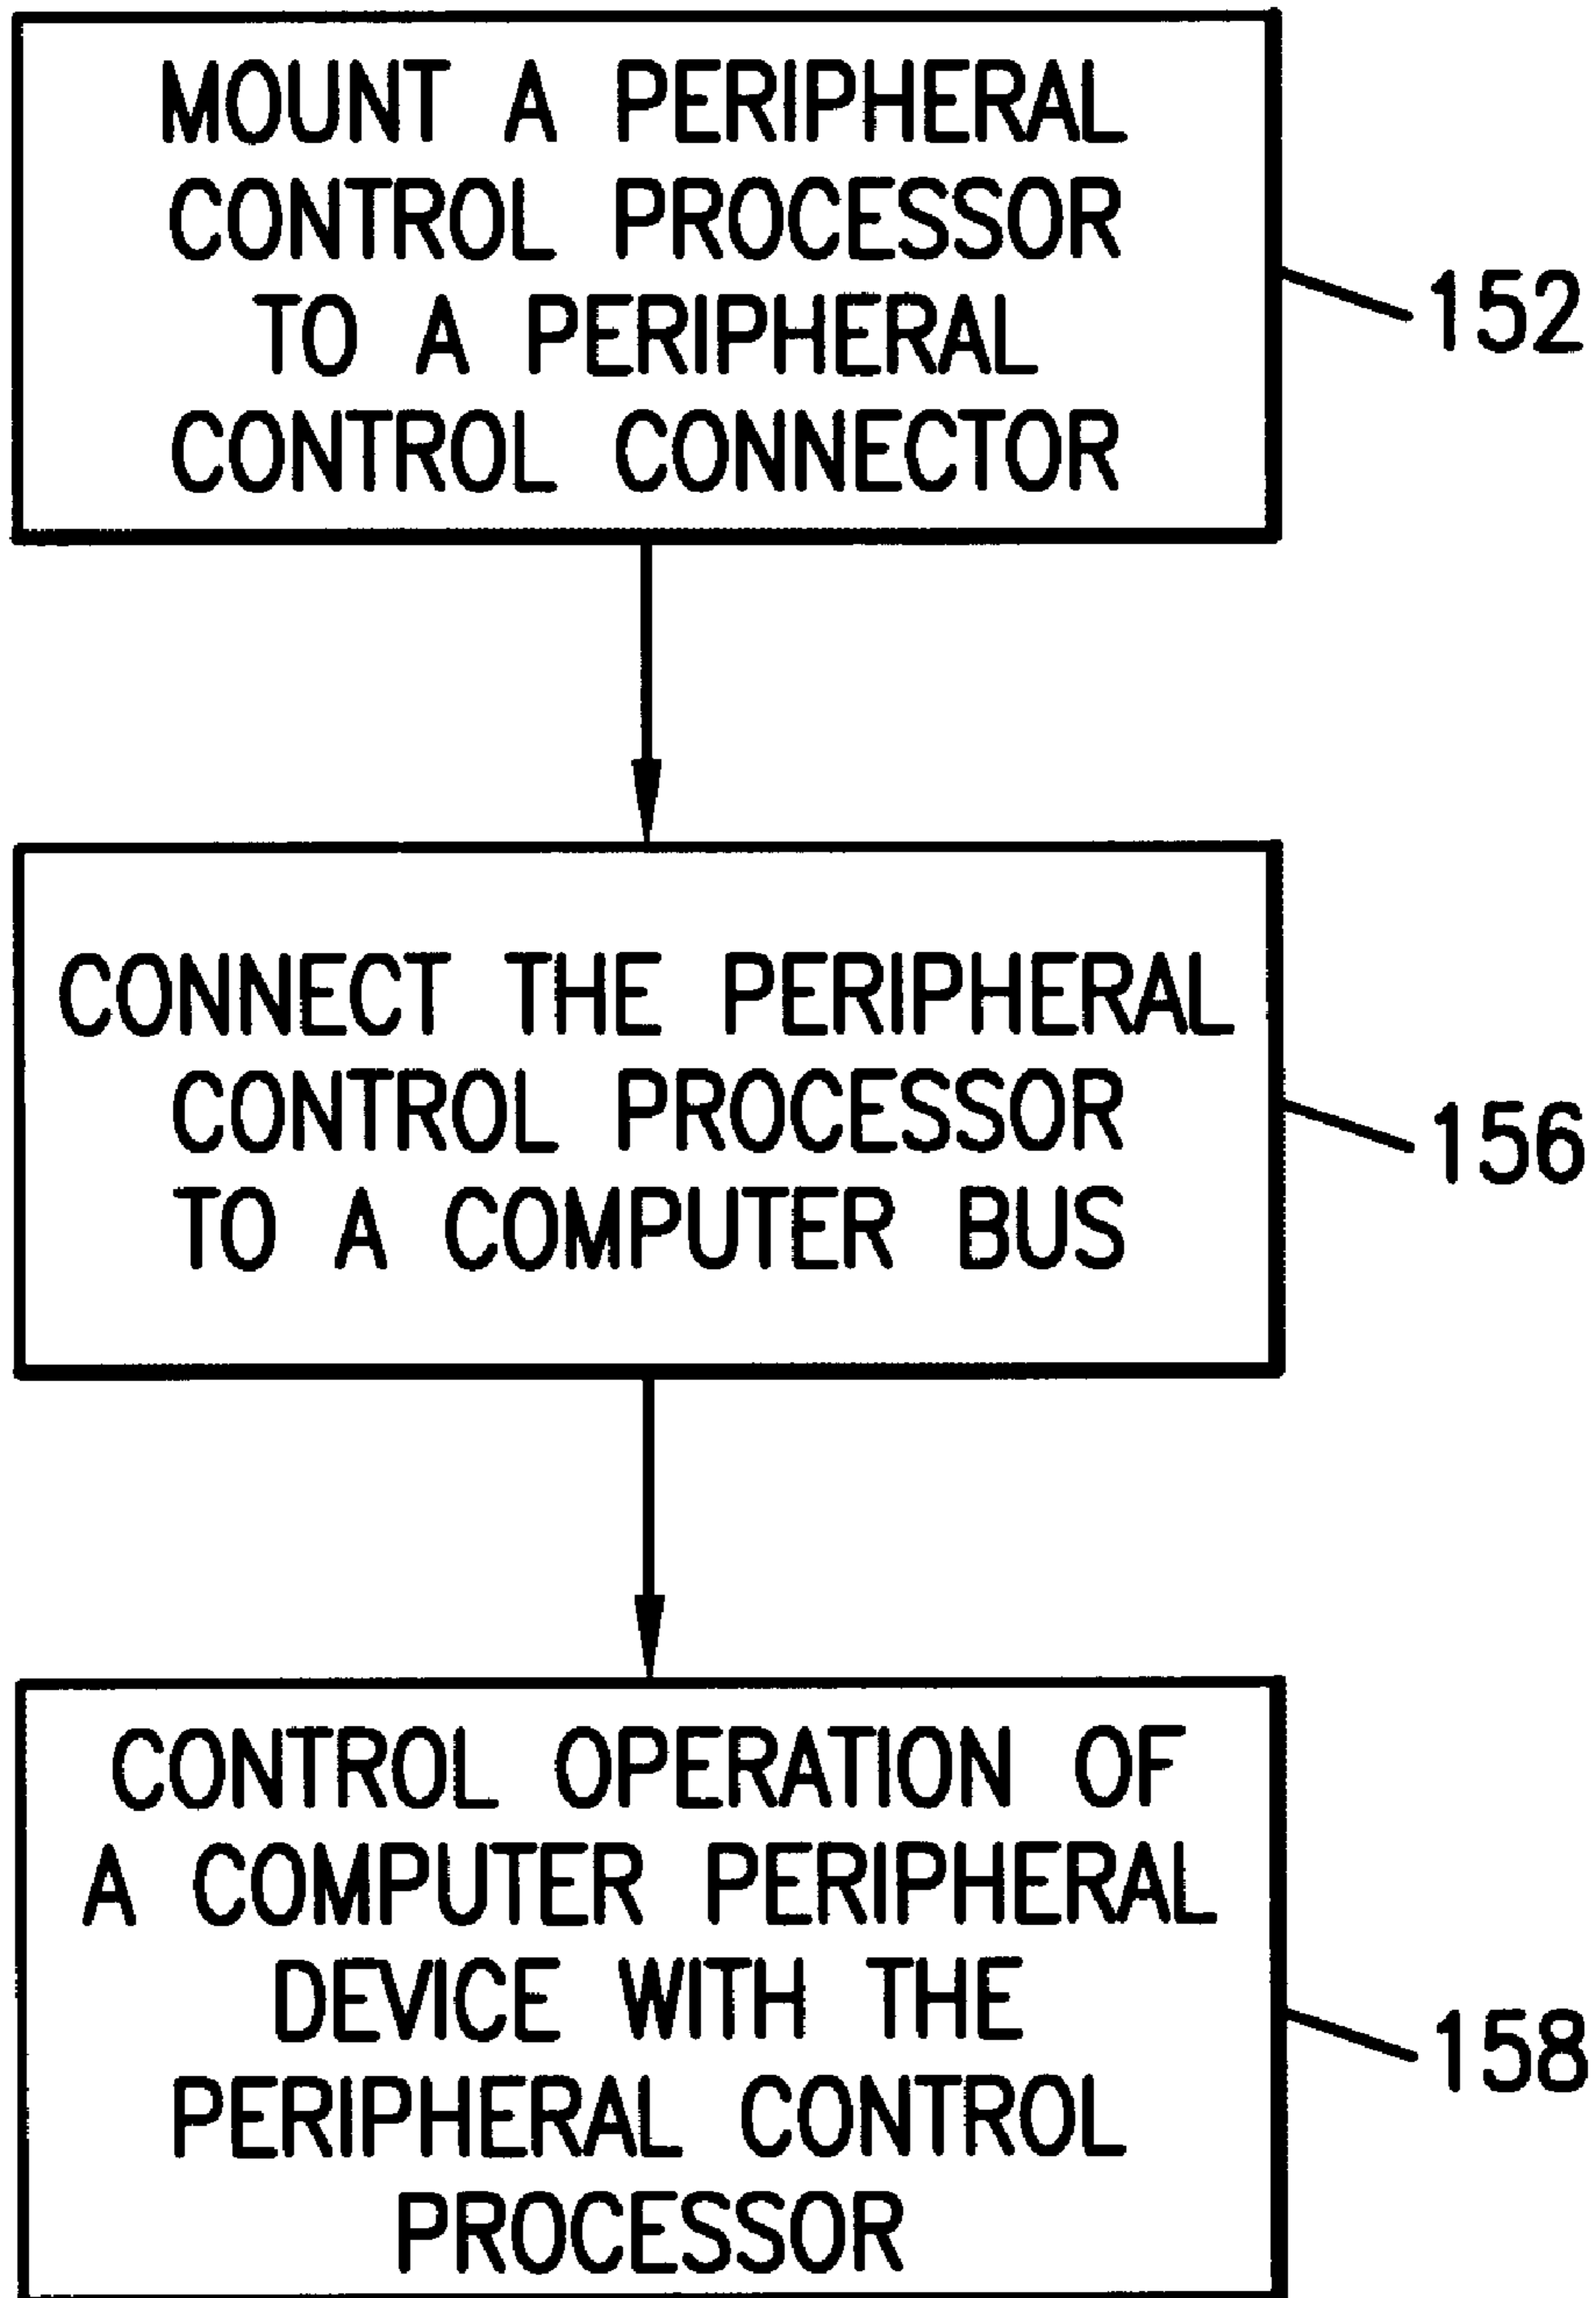 MOUNT A PERIPHERAL
CONTROL PROCESSOR
TO A PERIPHERAL
CONTROL CONNECTOR
152
CONNECT THE PERIPHERAL
CONTROL PROCESSOR
TO A COMPUTER BUS
156
CONTROL OPERATION OF
A COMPUTER PERIPHERAL
DEVICE WITH THE
PERIPHERAL CONTROL
PROCESSOR
158